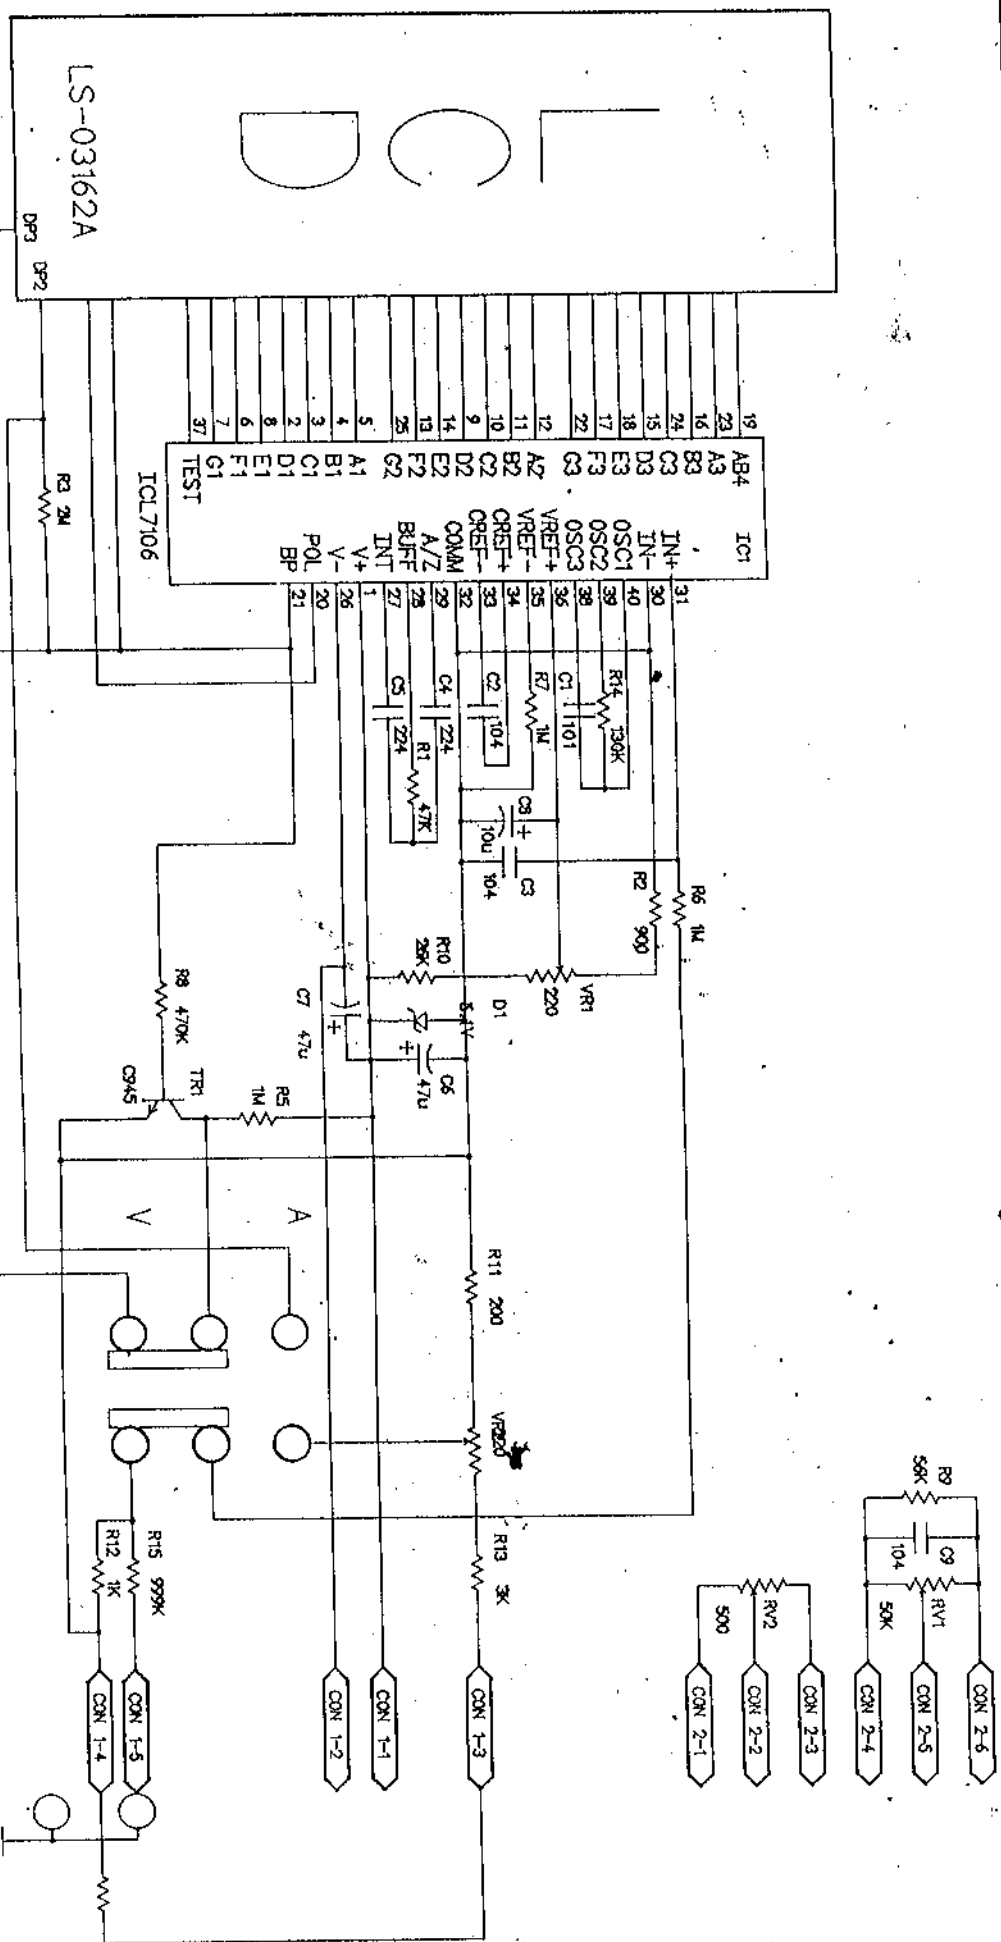 LCD
LS-03162A
DP3
DP2
R3 2M
19
23
16
24
15
18
17
22
12
11
10
9
14
13
25
5
4
3
2
8
6
7
37
AB4
A3
B3
C3
D3
E3
F3
G3
A2
B2
C2
D2
E2
F2
G2
A1
B1
C1
D1
E1
F1
G1
TEST
IC1
ICL7106
IN+
IN-
OSC1
OSC2
OSC3
VREF+
VREF-
CREF+
CREF-
COMM
A/Z
BUFF
INT
V-
V+
POL
BP
31
30
40
39
38
36
35
34
33
32
29
28
27
26
1
20
21
R14 130K
C1 101
R7 1M
C2 104
C4 224
C5 224
R1 47K
C8 10u
C3 104
R2 900
R6 1M
VR1 220
R10 26K
D1
C7 47u
C6 47u
R8 470K
TR1
C945
R5 1M
A
V
R11 200
R13 3K
R15 999K
R12 1K
R9 56K
C9 104
RV1 50K
RV2 500
CON 2-6
CON 2-5
CON 2-4
CON 2-3
CON 2-2
CON 2-1
CON 1-3
CON 1-1
CON 1-2
CON 1-5
CON 1-4